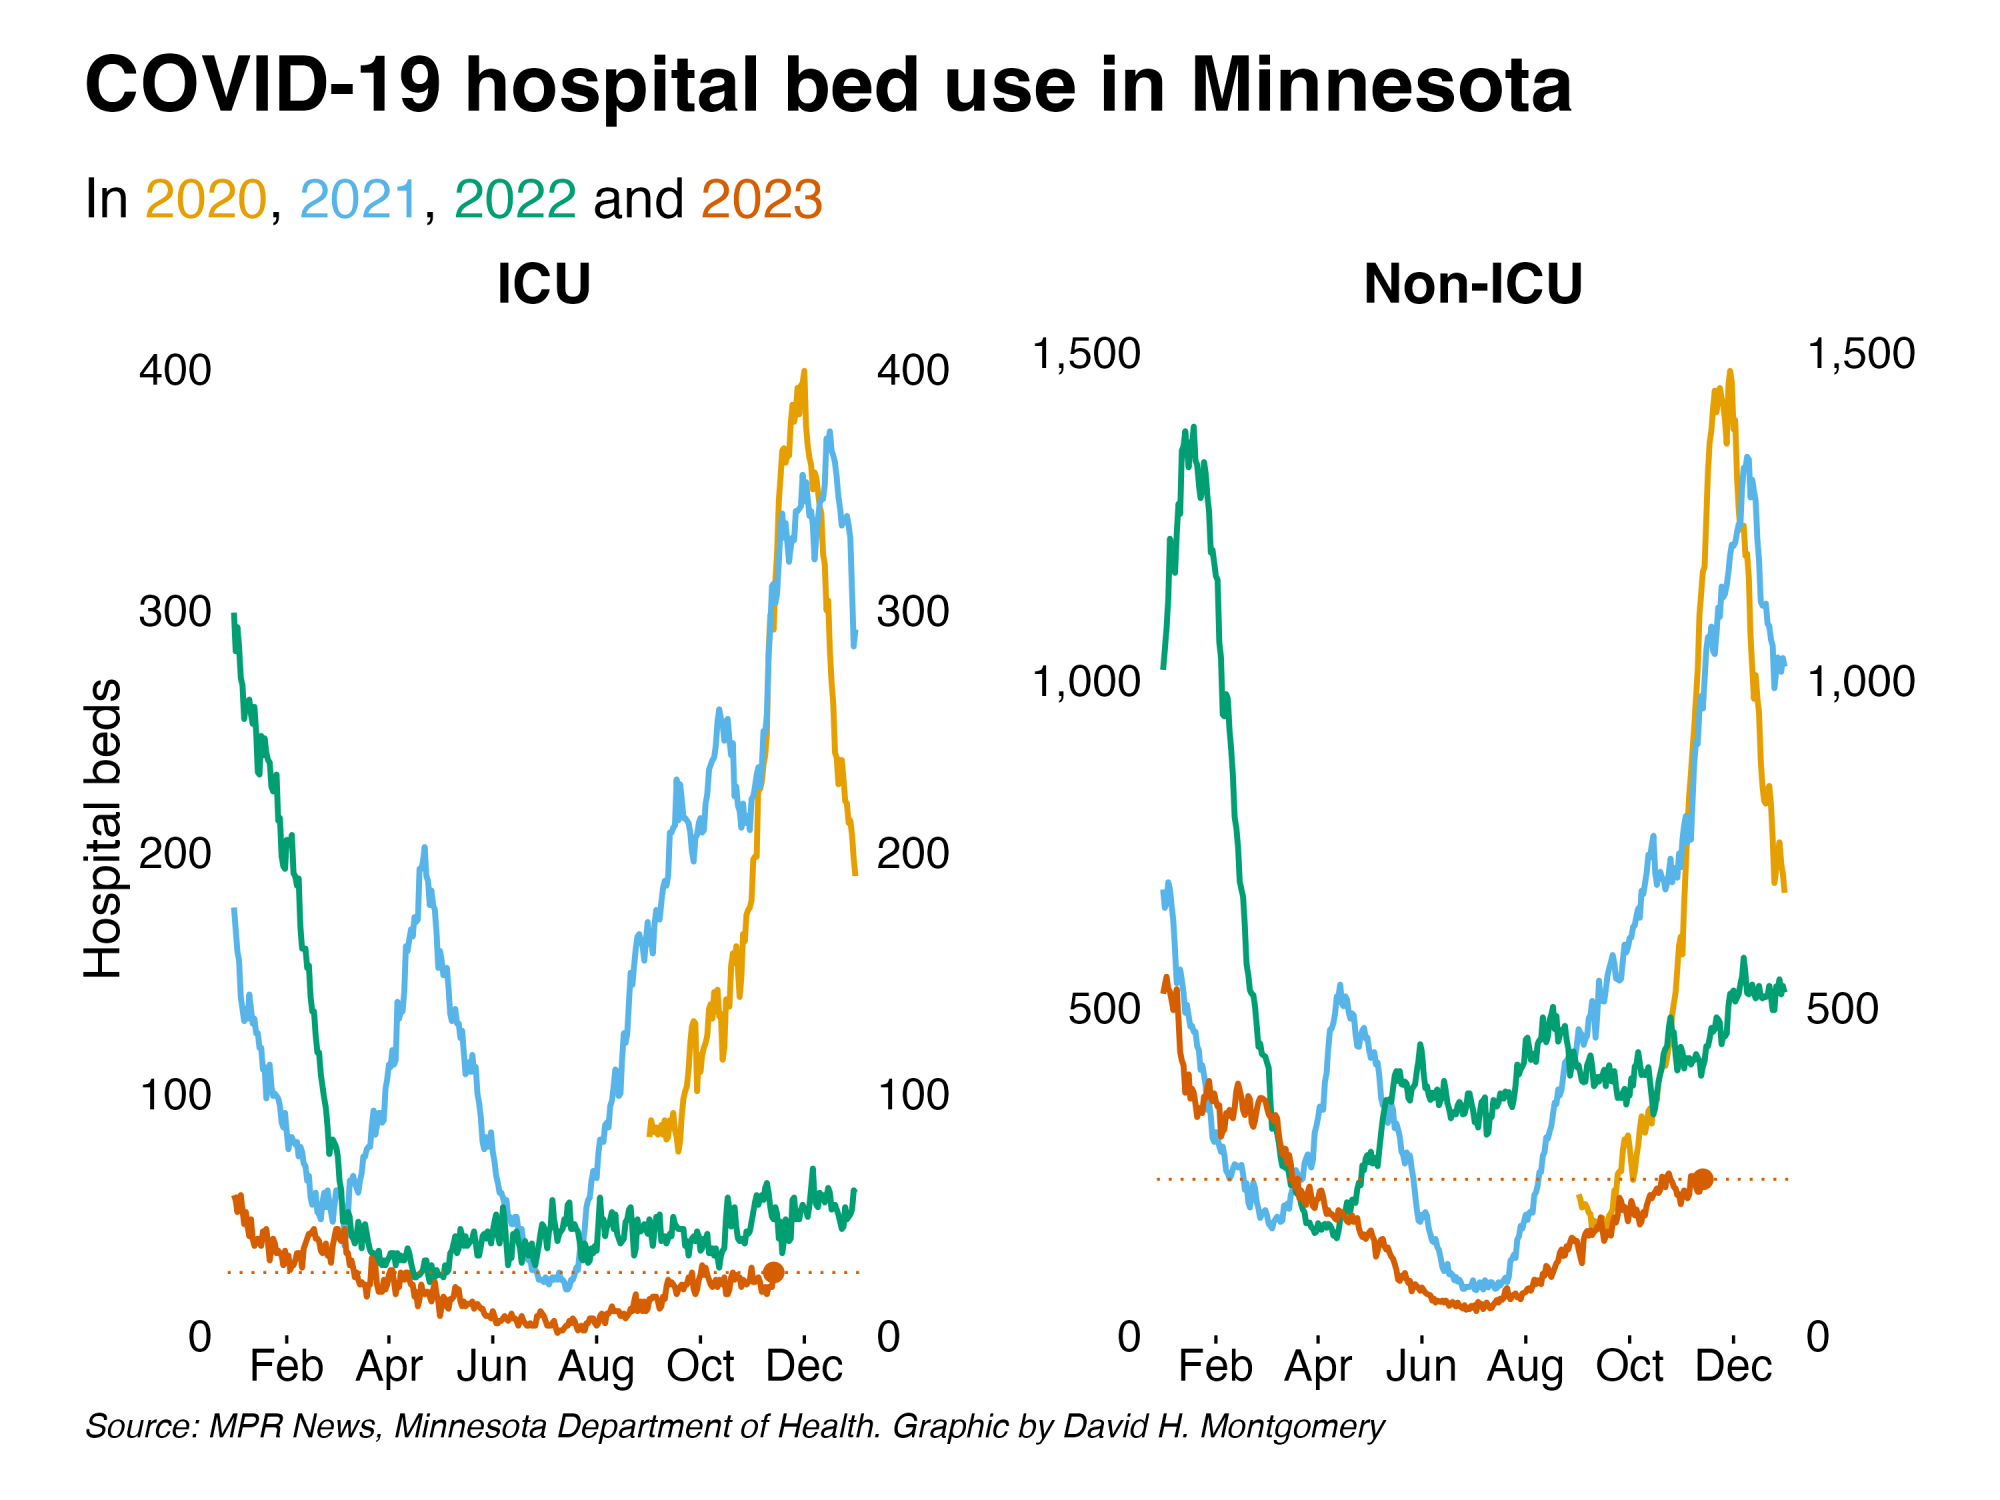 COVID-19 hospital bed use in Minnesota
In 2020, 2021, 2022 and 2023
ICU
Hospital beds
400
300
200
100
0
400
300
200
100
0
Feb Apr Jun Aug Oct Dec
Non-ICU
1,500
1,000
500
0
1,500
1,000
500
0
Feb Apr Jun Aug Oct Dec
Source: MPR News, Minnesota Department of Health. Graphic by David H. Montgomery